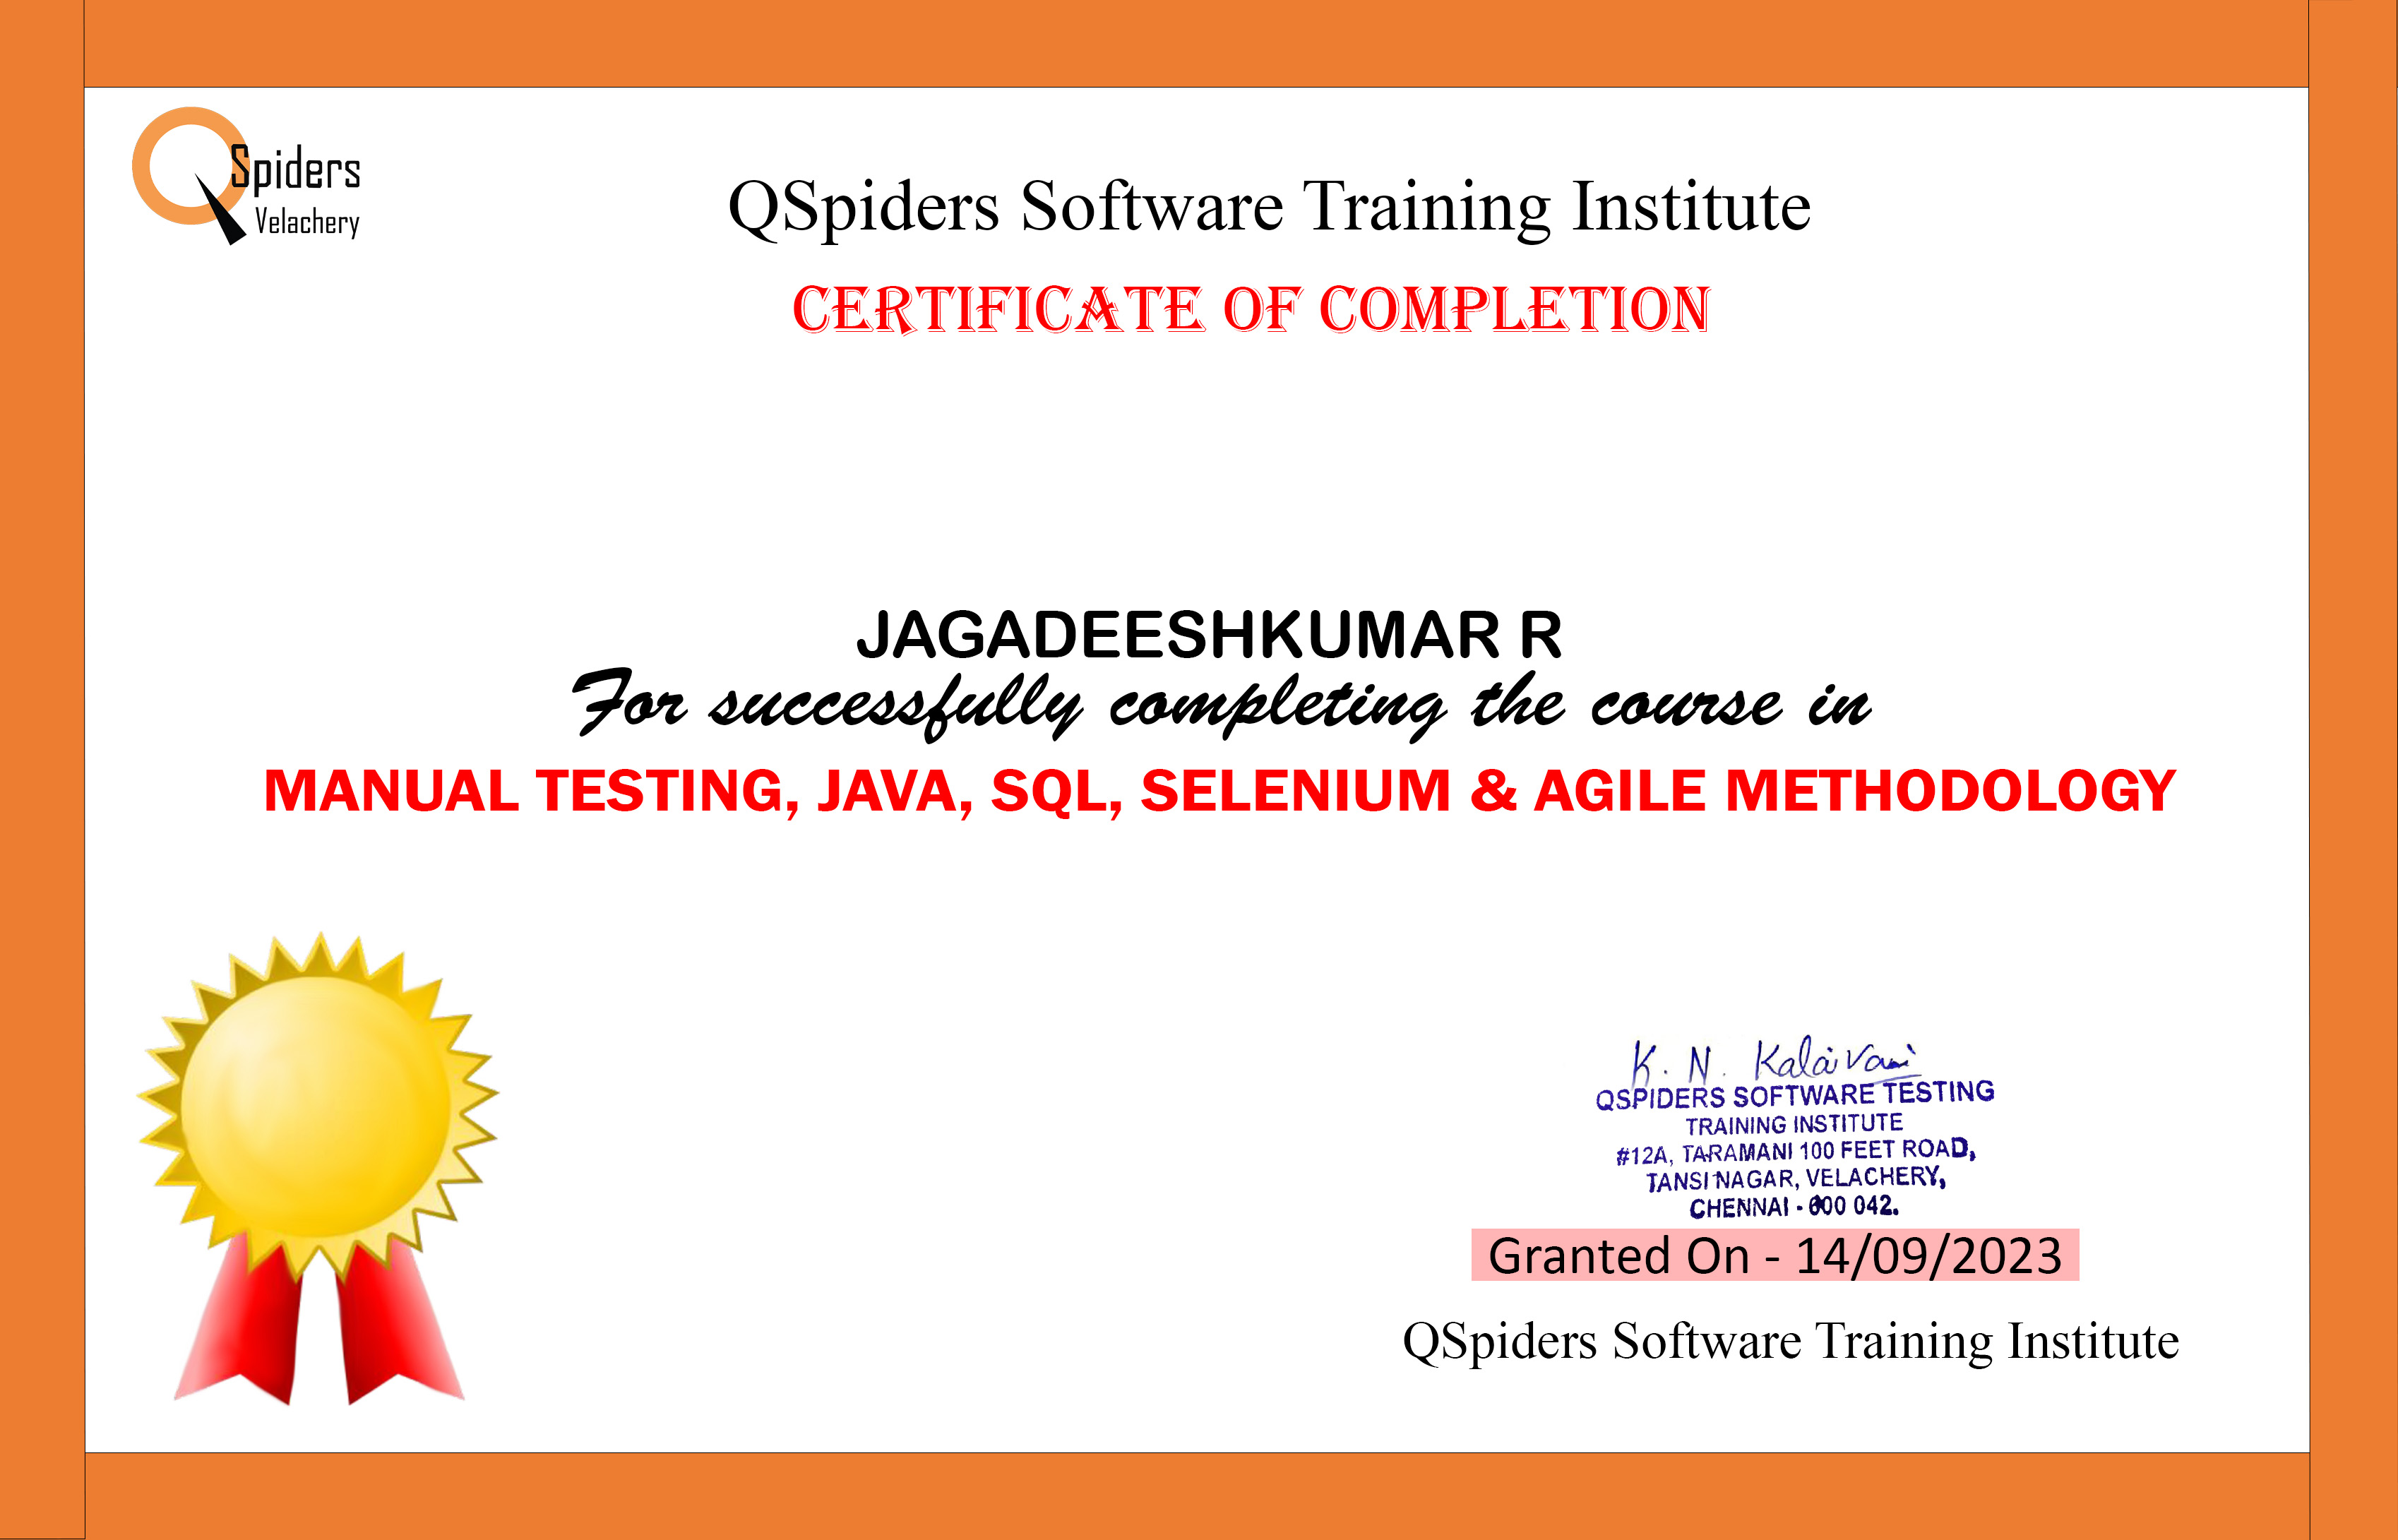 QSpiders
Velachery
QSpiders Software Training Institute
CERTIFICATE OF COMPLETION
JAGADEESHKUMAR R
For successfully completing the course in
MANUAL TESTING, JAVA, SQL, SELENIUM & AGILE METHODOLOGY
K. N. Kalaivani
QSPIDERS SOFTWARE TESTING
TRAINING INSTITUTE
#12A, TARAMANI 100 FEET ROAD,
TANSI NAGAR, VELACHERY,
CHENNAI - 600 042.
Granted On - 14/09/2023
QSpiders Software Training Institute